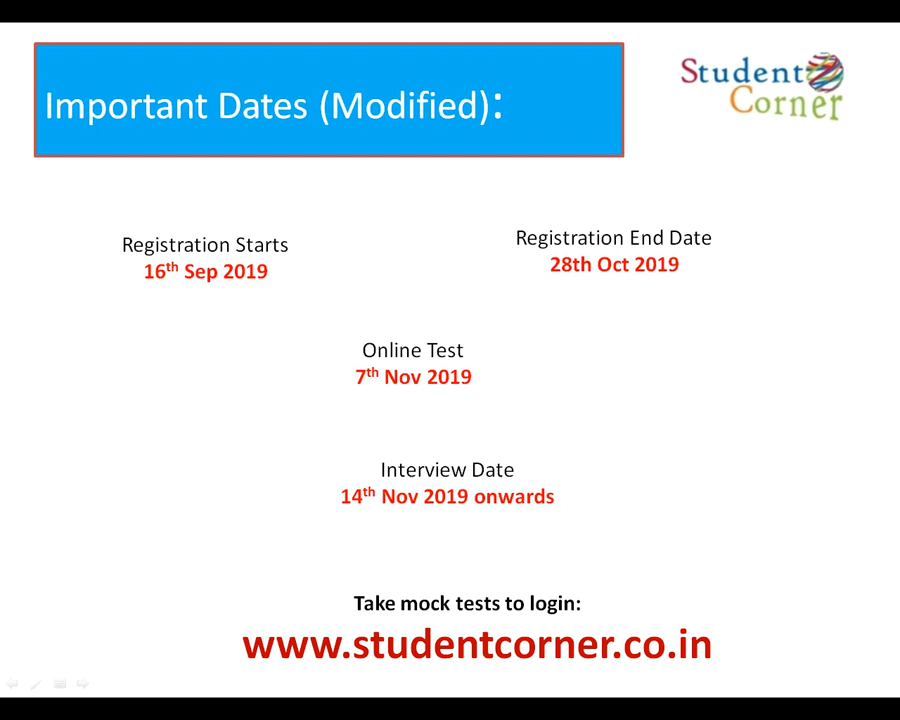 Important Dates (Modified):
Student
Corner
Registration Starts
16th Sep 2019
Registration End Date
28th Oct 2019
Online Test
7th Nov 2019
Interview Date
14th Nov 2019 onwards
Take mock tests to login:
www.studentcorner.co.in